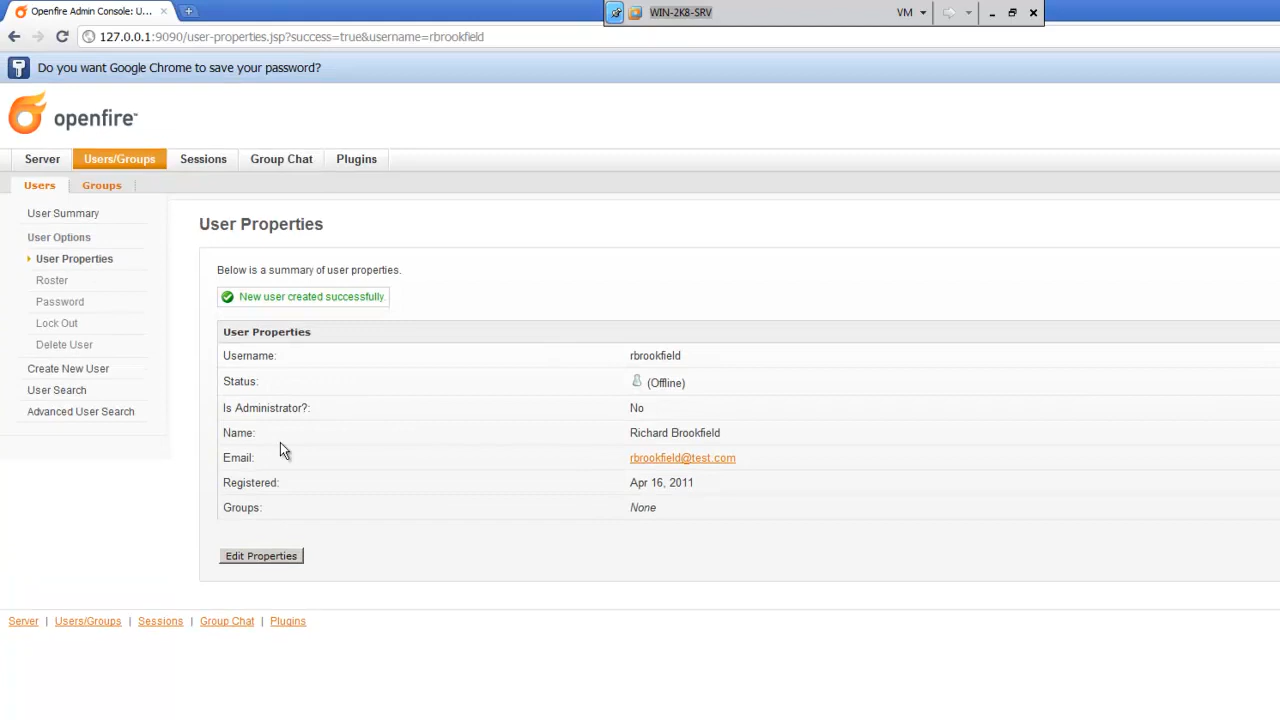 Openfire Admin Console: U...
WIN-2K8-SRV
VM
127.0.0.1:9090/user-properties.jsp?success=true&username=rbrookfield
Do you want Google Chrome to save your password?
openfire™
Server Users/Groups Sessions Group Chat Plugins
Users Groups
User Summary
User Options
User Properties
Roster
Password
Lock Out
Delete User
Create New User
User Search
Advanced User Search
User Properties
Below is a summary of user properties.
New user created successfully.
User Properties
Username: rbrookfield
Status: (Offline)
Is Administrator?: No
Name: Richard Brookfield
Email: rbrookfield@test.com
Registered: Apr 16, 2011
Groups: None
Edit Properties
Server | Users/Groups | Sessions | Group Chat | Plugins